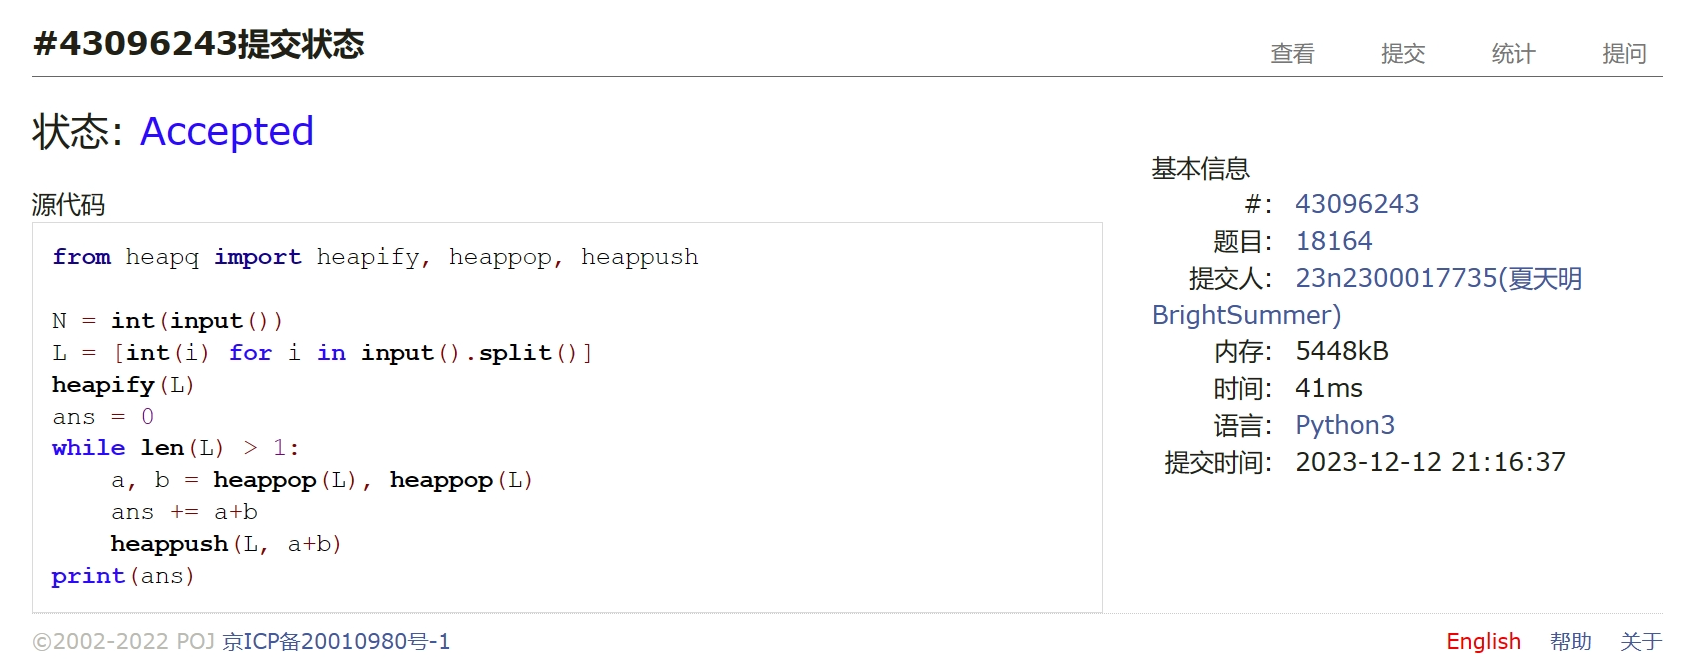 #43096243提交状态
查看 提交 统计 提问
状态: Accepted
源代码
from heapq import heapify, heappop, heappush
N = int(input())
L = [int(i) for i in input().split()]
heapify(L)
ans = 0
while len(L) > 1:
    a, b = heappop(L), heappop(L)
    ans += a+b
    heappush(L, a+b)
print(ans)
基本信息
#: 43096243
题目: 18164
提交人: 23n2300017735(夏天明
BrightSummer)
内存: 5448kB
时间: 41ms
语言: Python3
提交时间: 2023-12-12 21:16:37
©2002-2022 POJ 京ICP备20010980号-1
English 帮助 关于